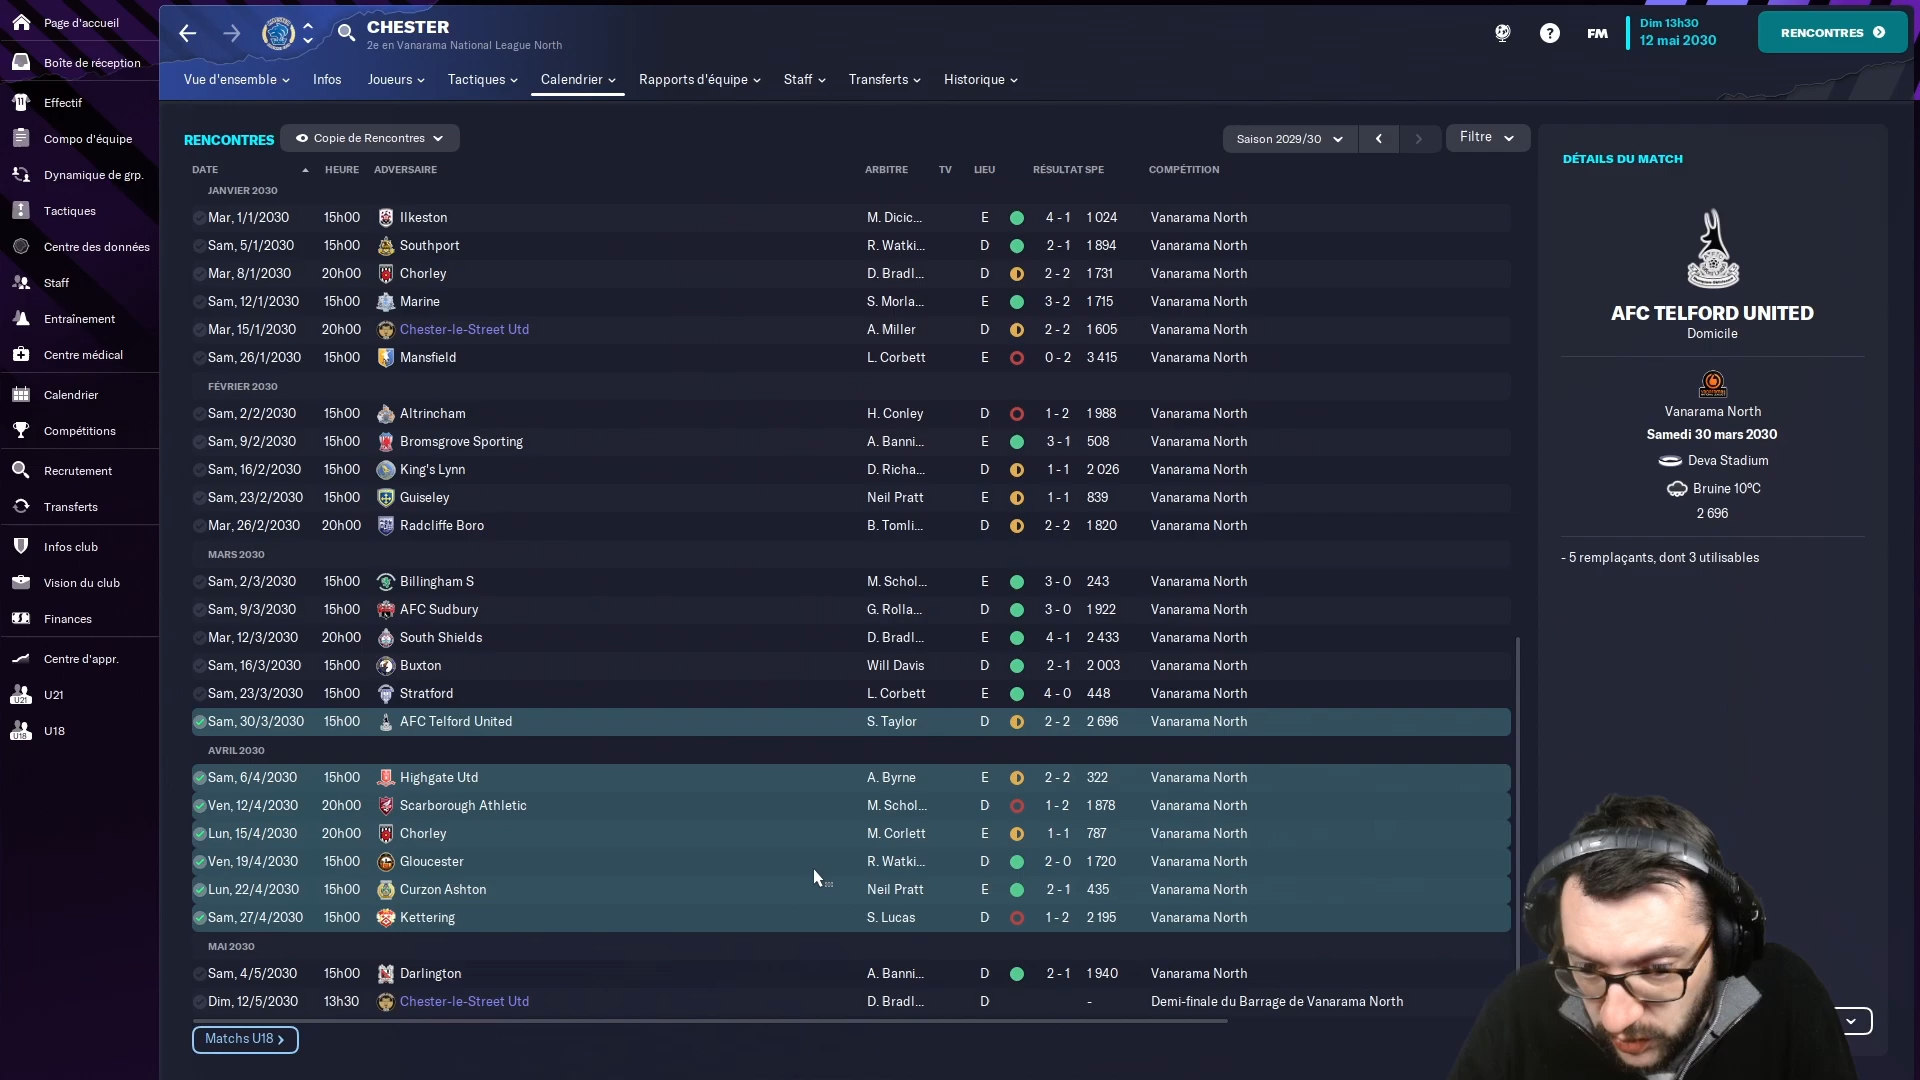 Page d'accueil
Boîte de réception
Effectif
Compo d'équipe
Dynamique de grp.
Tactiques
Centre des données
Staff
Entraînement
Centre médical
Calendrier
Compétitions
Recrutement
Transferts
Infos club
Vision du club
Finances
Centre d'appr.
U21
U18
CHESTER
2e en Vanarama National League North
FM
Dim 13h30
12 mai 2030
RENCONTRES
Vue d'ensemble
Infos
Joueurs
Tactiques
Calendrier
Rapports d'équipe
Staff
Transferts
Historique
RENCONTRES
Copie de Rencontres
Saison 2029/30
Filtre
DATE HEURE ADVERSAIRE ARBITRE TV LIEU RÉSULTAT SPE COMPÉTITION
JANVIER 2030
Mar, 1/1/2030 15h00 Ilkeston M. Dicic... E 4 - 1 1 024 Vanarama North
Sam, 5/1/2030 15h00 Southport R. Watki... D 2 - 1 1 894 Vanarama North
Mar, 8/1/2030 20h00 Chorley D. Bradl... D 2 - 2 1 731 Vanarama North
Sam, 12/1/2030 15h00 Marine S. Morla... E 3 - 2 1 715 Vanarama North
Mar, 15/1/2030 20h00 Chester-le-Street Utd A. Miller D 2 - 2 1 605 Vanarama North
Sam, 26/1/2030 15h00 Mansfield L. Corbett E 0 - 2 3 415 Vanarama North
FÉVRIER 2030
Sam, 2/2/2030 15h00 Altrincham H. Conley D 1 - 2 1 988 Vanarama North
Sam, 9/2/2030 15h00 Bromsgrove Sporting A. Banni... E 3 - 1 508 Vanarama North
Sam, 16/2/2030 15h00 King's Lynn D. Richa... D 1 - 1 2 026 Vanarama North
Sam, 23/2/2030 15h00 Guiseley Neil Pratt E 1 - 1 839 Vanarama North
Mar, 26/2/2030 20h00 Radcliffe Boro B. Tomli... D 2 - 2 1 820 Vanarama North
MARS 2030
Sam, 2/3/2030 15h00 Billingham S M. Schol... E 3 - 0 243 Vanarama North
Sam, 9/3/2030 15h00 AFC Sudbury G. Rolla... D 3 - 0 1 922 Vanarama North
Mar, 12/3/2030 20h00 South Shields D. Bradl... E 4 - 1 2 433 Vanarama North
Sam, 16/3/2030 15h00 Buxton Will Davis D 2 - 1 2 003 Vanarama North
Sam, 23/3/2030 15h00 Stratford L. Corbett E 4 - 0 448 Vanarama North
Sam, 30/3/2030 15h00 AFC Telford United S. Taylor D 2 - 2 2 696 Vanarama North
AVRIL 2030
Sam, 6/4/2030 15h00 Highgate Utd A. Byrne E 2 - 2 322 Vanarama North
Ven, 12/4/2030 20h00 Scarborough Athletic M. Schol... D 1 - 2 1 878 Vanarama North
Lun, 15/4/2030 20h00 Chorley M. Corlett E 1 - 1 787 Vanarama North
Ven, 19/4/2030 15h00 Gloucester R. Watki... D 2 - 0 1 720 Vanarama North
Lun, 22/4/2030 15h00 Curzon Ashton Neil Pratt E 2 - 1 435 Vanarama North
Sam, 27/4/2030 15h00 Kettering S. Lucas D 1 - 2 2 195 Vanarama North
MAI 2030
Sam, 4/5/2030 15h00 Darlington A. Banni... D 2 - 1 1 940 Vanarama North
Dim, 12/5/2030 13h30 Chester-le-Street Utd D. Bradl... D - Demi-finale du Barrage de Vanarama North
Matchs U18
DÉTAILS DU MATCH
AFC TELFORD UNITED
Domicile
Vanarama North
Samedi 30 mars 2030
Deva Stadium
Bruine 10°C
2 696
- 5 remplaçants, dont 3 utilisables